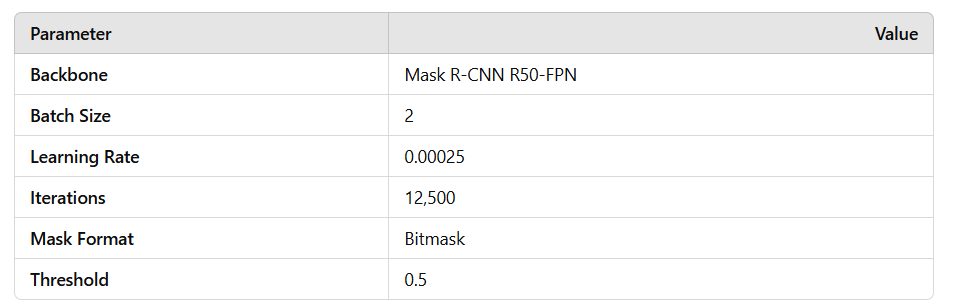 Parameter Value
Backbone Mask R-CNN R50-FPN
Batch Size 2
Learning Rate 0.00025
Iterations 12,500
Mask Format Bitmask
Threshold 0.5